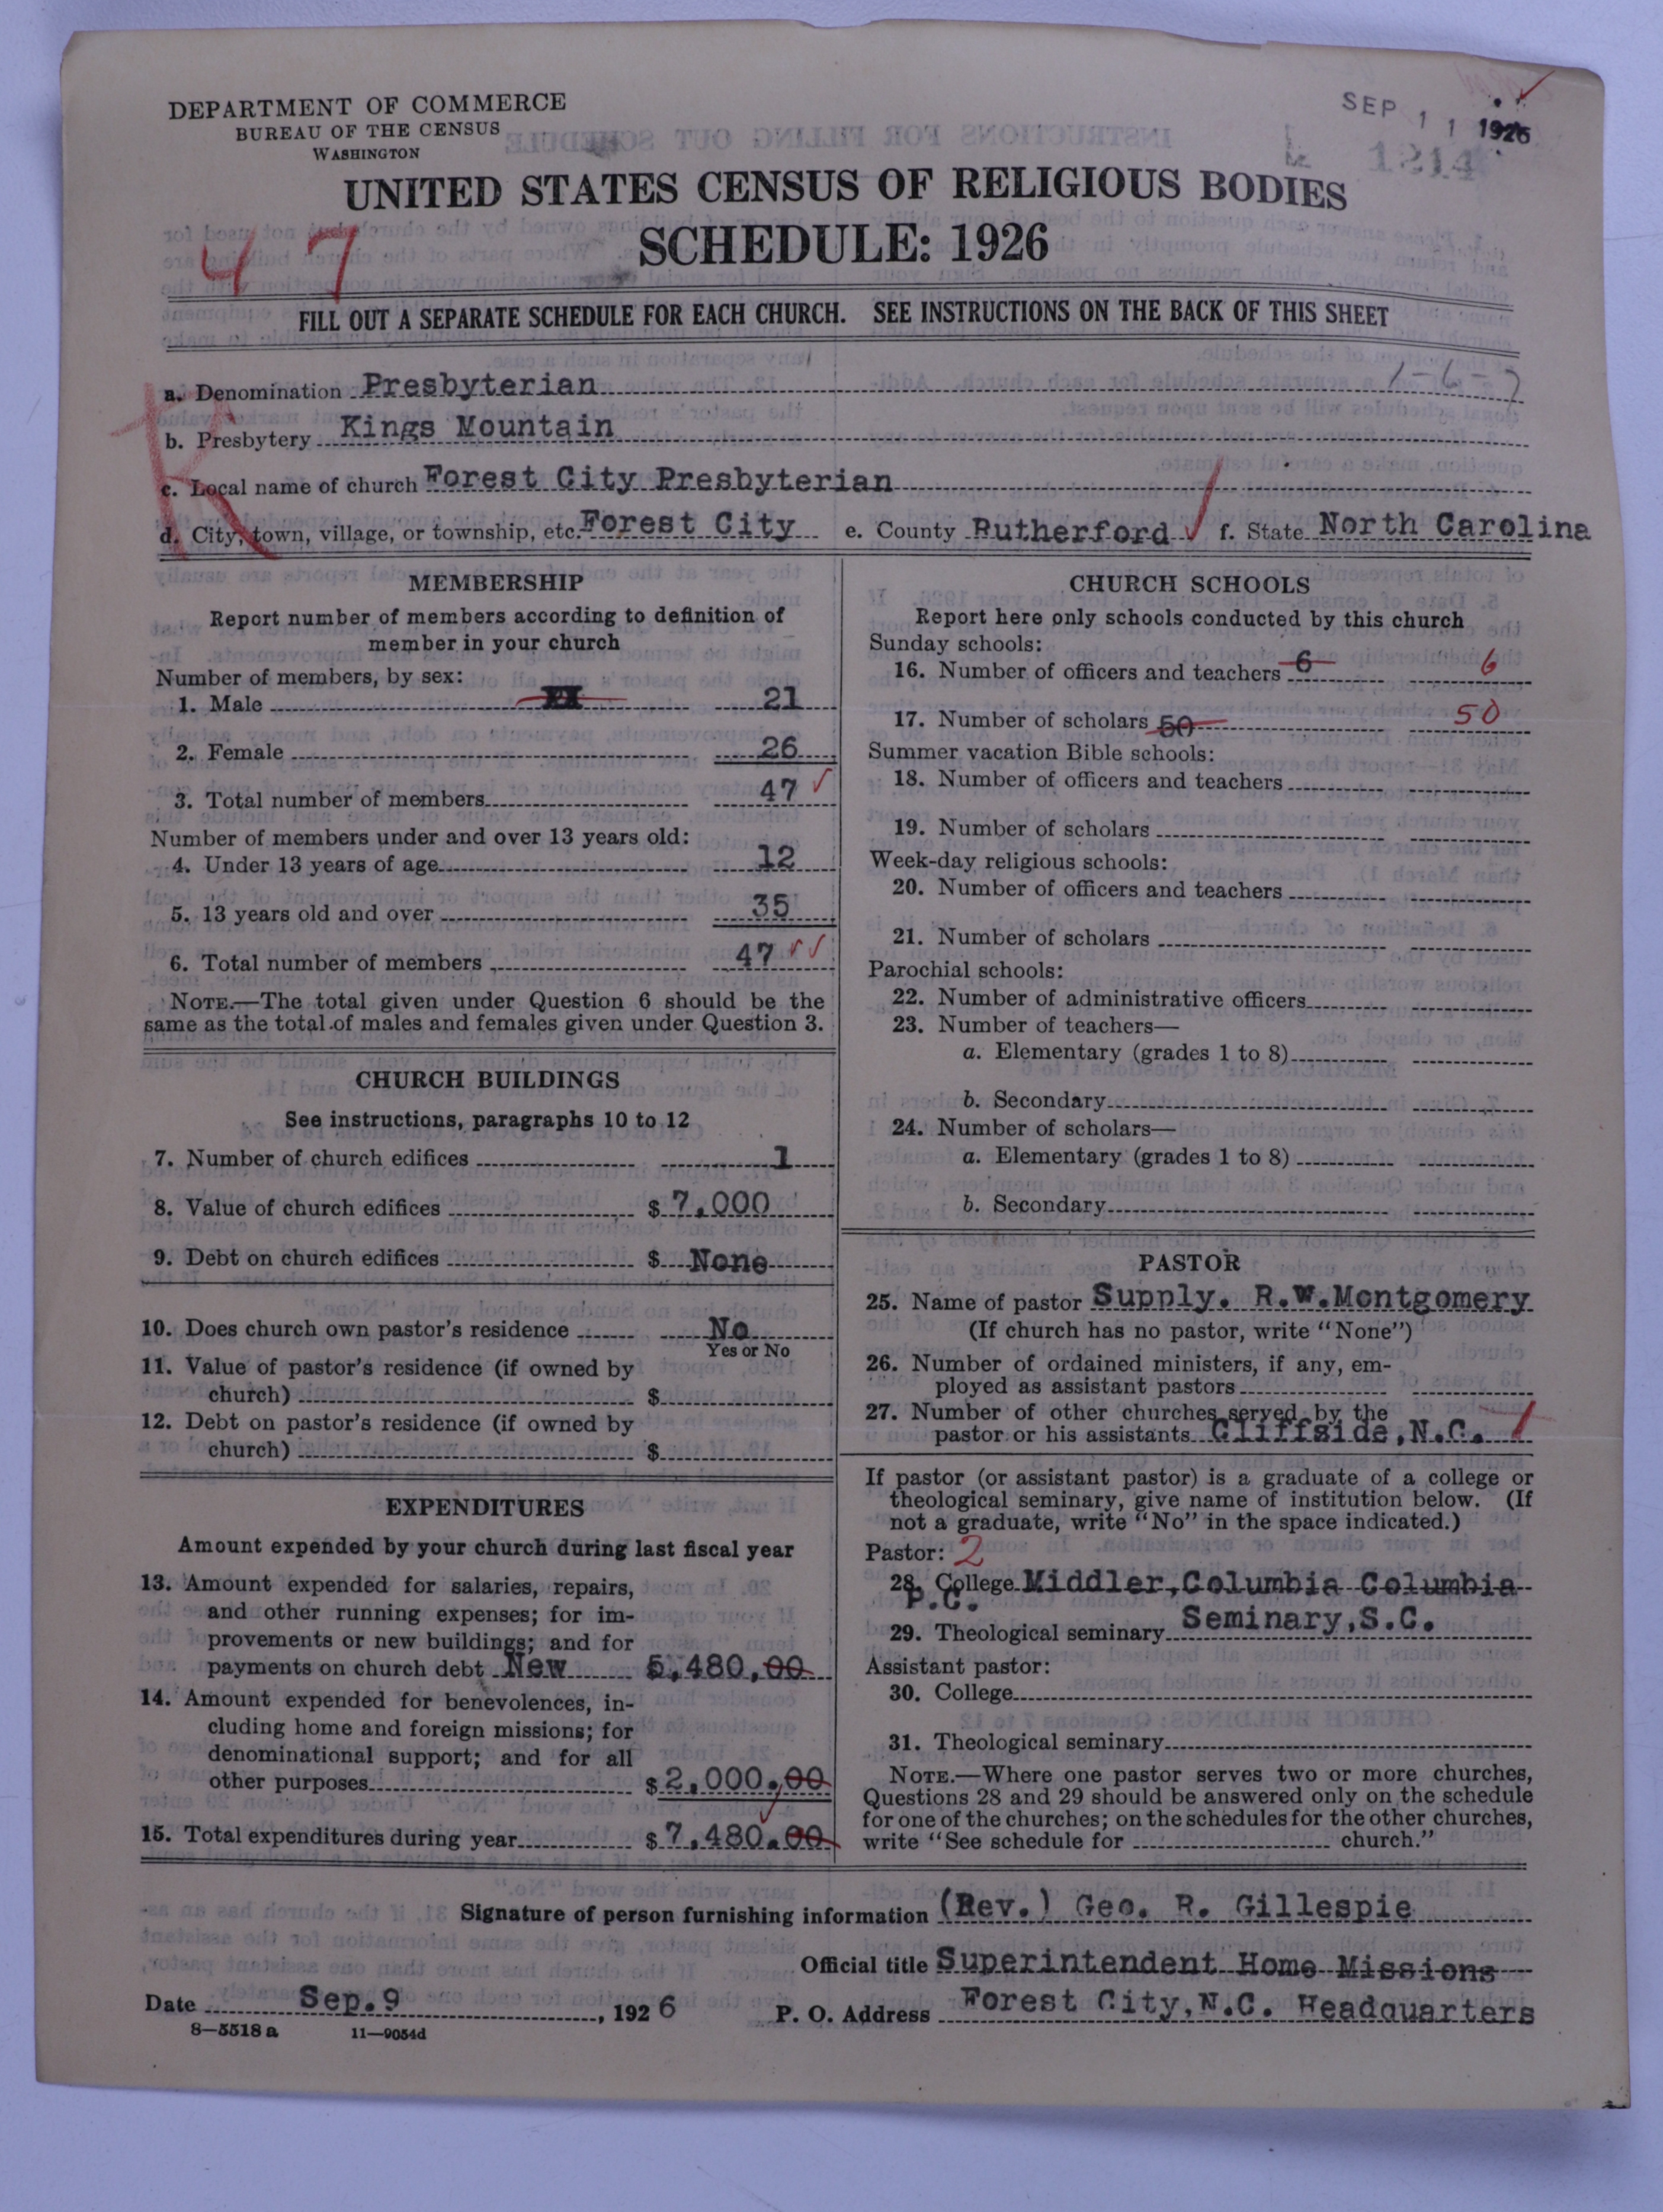 DEPARTMENT OF COMMERCE
BUREAU OF THE CENSUS
WASHINGTON
SEP 11 1926
1214
UNITED STATES CENSUS OF RELIGIOUS BODIES
SCHEDULE: 1926
47
FILL OUT A SEPARATE SCHEDULE FOR EACH CHURCH. SEE INSTRUCTIONS ON THE BACK OF THIS SHEET
a. Denomination Presbyterian 1-6-7
b. Presbytery Kings Mountain
c. Local name of church Forest City Presbyterian
d. City, town, village, or township, etc. Forest City e. County Rutherford f. State North Carolina
MEMBERSHIP
Report number of members according to definition of
member in your church
Number of members, by sex:
1. Male XX 21
2. Female 26
3. Total number of members 47
Number of members under and over 13 years old:
4. Under 13 years of age 12
5. 13 years old and over 35
6. Total number of members 47
NOTE.—The total given under Question 6 should be the
same as the total of males and females given under Question 3.
CHURCH BUILDINGS
See instructions, paragraphs 10 to 12
7. Number of church edifices 1
8. Value of church edifices $ 7,000
9. Debt on church edifices $ None
10. Does church own pastor's residence No
Yes or No
11. Value of pastor's residence (if owned by
church) $
12. Debt on pastor's residence (if owned by
church) $
EXPENDITURES
Amount expended by your church during last fiscal year
13. Amount expended for salaries, repairs,
and other running expenses; for im-
provements or new buildings; and for
payments on church debt New 5,480,00
14. Amount expended for benevolences, in-
cluding home and foreign missions; for
denominational support; and for all
other purposes $ 2,000,00
15. Total expenditures during year $ 7,480.00
CHURCH SCHOOLS
Report here only schools conducted by this church
Sunday schools:
16. Number of officers and teachers 6 6
17. Number of scholars 50 50
Summer vacation Bible schools:
18. Number of officers and teachers
19. Number of scholars
Week-day religious schools:
20. Number of officers and teachers
21. Number of scholars
Parochial schools:
22. Number of administrative officers
23. Number of teachers—
a. Elementary (grades 1 to 8)
b. Secondary
24. Number of scholars—
a. Elementary (grades 1 to 8)
b. Secondary
PASTOR
25. Name of pastor Supply. R.W.Montgomery
(If church has no pastor, write "None")
26. Number of ordained ministers, if any, em-
ployed as assistant pastors
27. Number of other churches served by the
pastor or his assistants Cliffside,N.C. 1
If pastor (or assistant pastor) is a graduate of a college or
theological seminary, give name of institution below. (If
not a graduate, write "No" in the space indicated.)
Pastor: 2
28. College Middler,Columbia Columbia
P.C.
29. Theological seminary Seminary,S.C.
Assistant pastor:
30. College
31. Theological seminary
NOTE.—Where one pastor serves two or more churches,
Questions 28 and 29 should be answered only on the schedule
for one of the churches; on the schedules for the other churches,
write "See schedule for church."
Signature of person furnishing information (Rev.) Geo. R. Gillespie
Official title Superintendent Home Missions
Date Sep.9, 1926 P. O. Address Forest City,N.C. Headquarters
8—5518 a 11—9054d